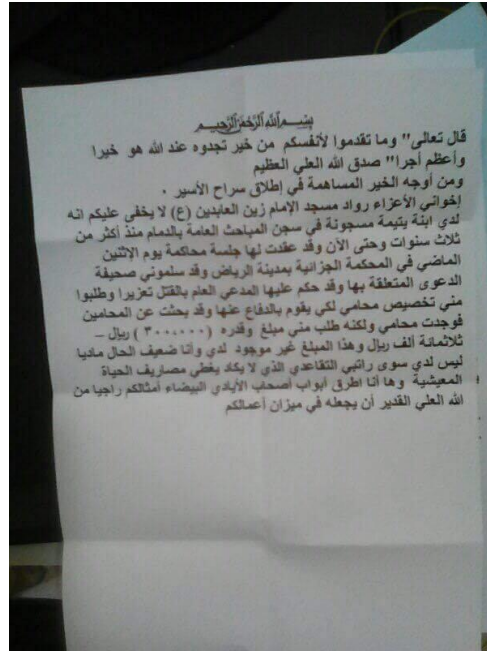 بسم الله الرحمن الرحيم
قال تعالى" وما تقدموا لأنفسكم من خير تجدوه عند الله هو خيرا
وأعظم أجرا" صدق الله العلي العظيم
ومن أوجه الخير المساهمة في إطلاق سراح الأسير .
إخواني الأعزاء رواد مسجد الإمام زين العابدين (ع) لا يخفى عليكم انه
لدي ابنة يتيمة مسجونة في سجن المباحث العامة بالدمام منذ أكثر من
ثلاث سنوات وحتى الأن وقد عقدت لها جلسة محاكمة يوم الإثنين
الماضي في المحكمة الجزائية بمدينة الرياض وقد سلموني صحيفة
الدعوى المتعلقة بها وقد حكم عليها المدعي العام بالقتل تعزيرا وطلبوا
مني تخصيص محامي لكي يقوم بالدفاع عنها وقد بحثت عن المحامين
فوجدت محامي ولكنه طلب مني مبلغ وقدره (٣٠٠،٠٠٠ ) ريال –
ثلاثمائة ألف ريال وهذا المبلغ غير موجود لدي وأنا ضعيف الحال ماديا
ليس لدي سوى راتبي التقاعدي الذي لا يكاد يغطي مصاريف الحياة
المعيشية وها أنا اطرق أبواب أصحاب الأيادي البيضاء أمثالكم راجيا من
الله العلي القدير أن يجعله في ميزان أعمالكم